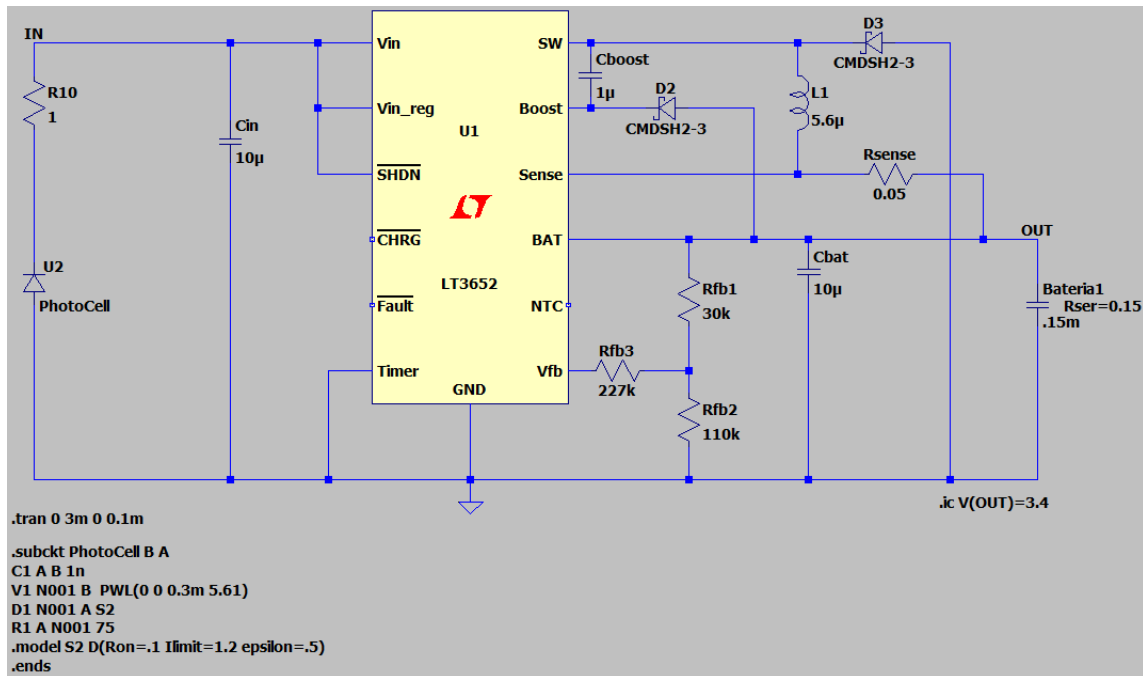 IN
R10
1
Cin
10µ
U2
PhotoCell
Vin
Vin_reg
SHDN
CHRG
Fault
Timer
U1
LT3652
GND
SW
Boost
Sense
BAT
NTC
Vfb
Cboost
1µ
D2
CMDSH2-3
D3
CMDSH2-3
L1
5.6µ
Rsense
0.05
OUT
Rfb1
30k
Cbat
10µ
Bateria1
Rser=0.15
.15m
Rfb3
227k
Rfb2
110k
.ic V(OUT)=3.4
.tran 0 3m 0 0.1m
.subckt PhotoCell B A
C1 A B 1n
V1 N001 B  PWL(0 0 0.3m 5.61)
D1 N001 A S2
R1 A N001 75
.model S2 D(Ron=.1 Ilimit=1.2 epsilon=.5)
.ends